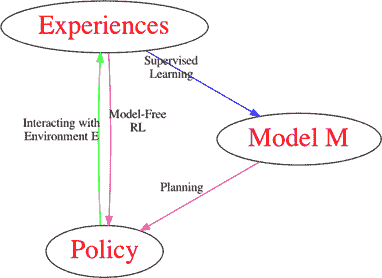 Experiences
Supervised
Learning
Interacting with
Environment E
Model-Free
RL
Model M
Planning
Policy